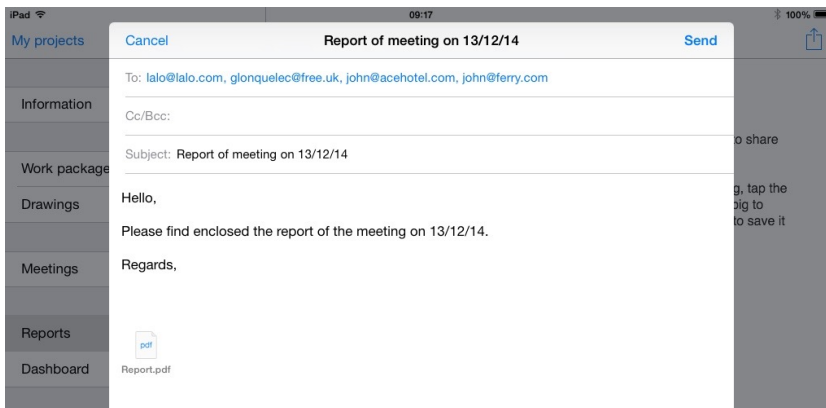 iPad 09:17 100%
My projects
Cancel Report of meeting on 13/12/14 Send
To: lalo@lalo.com, glonquelec@free.uk, john@acehotel.com, john@ferry.com
Information
Cc/Bcc:
to share
Subject: Report of meeting on 13/12/14
Work package
g, tap the
Hello,
Drawings
big to
to save it
Please find enclosed the report of the meeting on 13/12/14.
Meetings
Regards,
Reports
pdf
Dashboard
Report.pdf